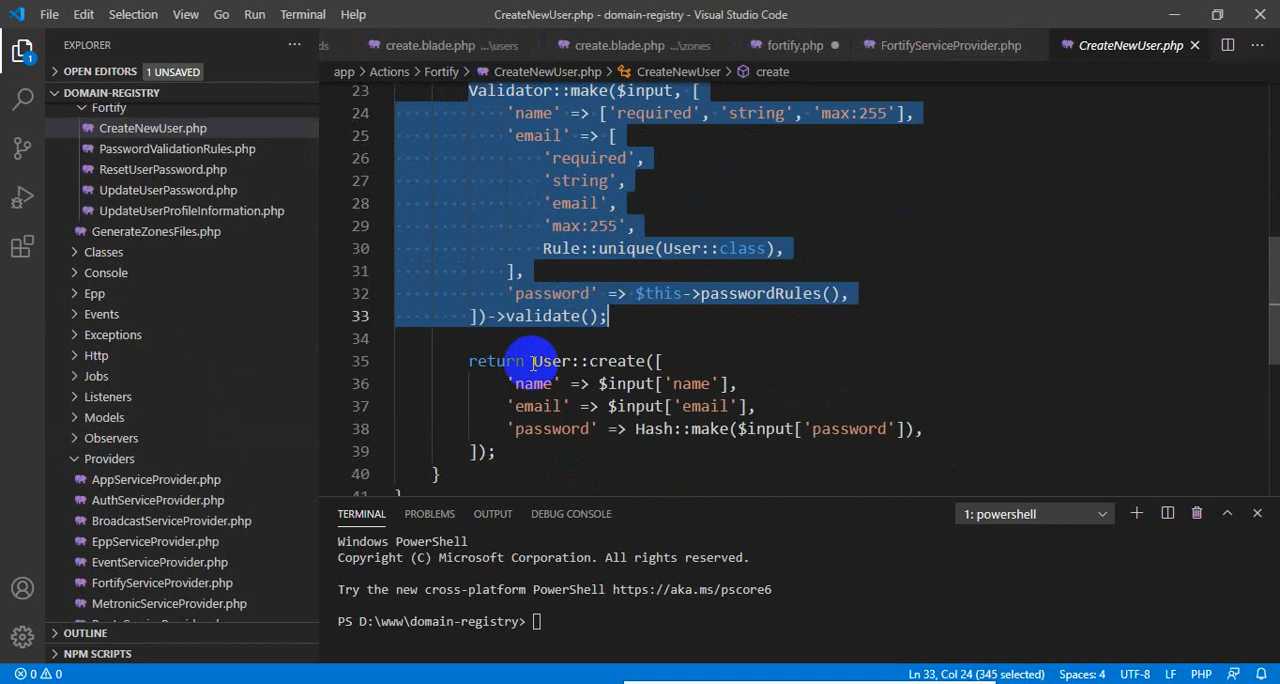 File Edit Selection View Go Run Terminal Help CreateNewUser.php - domain-registry - Visual Studio Code
EXPLORER
OPEN EDITORS 1 UNSAVED
DOMAIN-REGISTRY
Fortify
CreateNewUser.php
PasswordValidationRules.php
ResetUserPassword.php
UpdateUserPassword.php
UpdateUserProfileInformation.php
GenerateZonesFiles.php
Classes
Console
Epp
Events
Exceptions
Http
Jobs
Listeners
Models
Observers
Providers
AppServiceProvider.php
AuthServiceProvider.php
BroadcastServiceProvider.php
EppServiceProvider.php
EventServiceProvider.php
FortifyServiceProvider.php
MetronicServiceProvider.php
OUTLINE
NPM SCRIPTS
ds create.blade.php ...\users create.blade.php ...\zones fortify.php FortifyServiceProvider.php CreateNewUser.php
app > Actions > Fortify > CreateNewUser.php > CreateNewUser > create
23 Validator::make($input, [
24 'name' => ['required', 'string', 'max:255'],
25 'email' => [
26 'required',
27 'string',
28 'email',
29 'max:255',
30 Rule::unique(User::class),
31 ],
32 'password' => $this->passwordRules(),
33 ])->validate();
34
35 return User::create([
36 'name' => $input['name'],
37 'email' => $input['email'],
38 'password' => Hash::make($input['password']),
39 ]);
40 }
41 }
TERMINAL PROBLEMS OUTPUT DEBUG CONSOLE 1: powershell
Windows PowerShell
Copyright (C) Microsoft Corporation. All rights reserved.
Try the new cross-platform PowerShell https://aka.ms/pscore6
PS D:\www\domain-registry>
0 0 Ln 33, Col 24 (345 selected) Spaces: 4 UTF-8 LF PHP